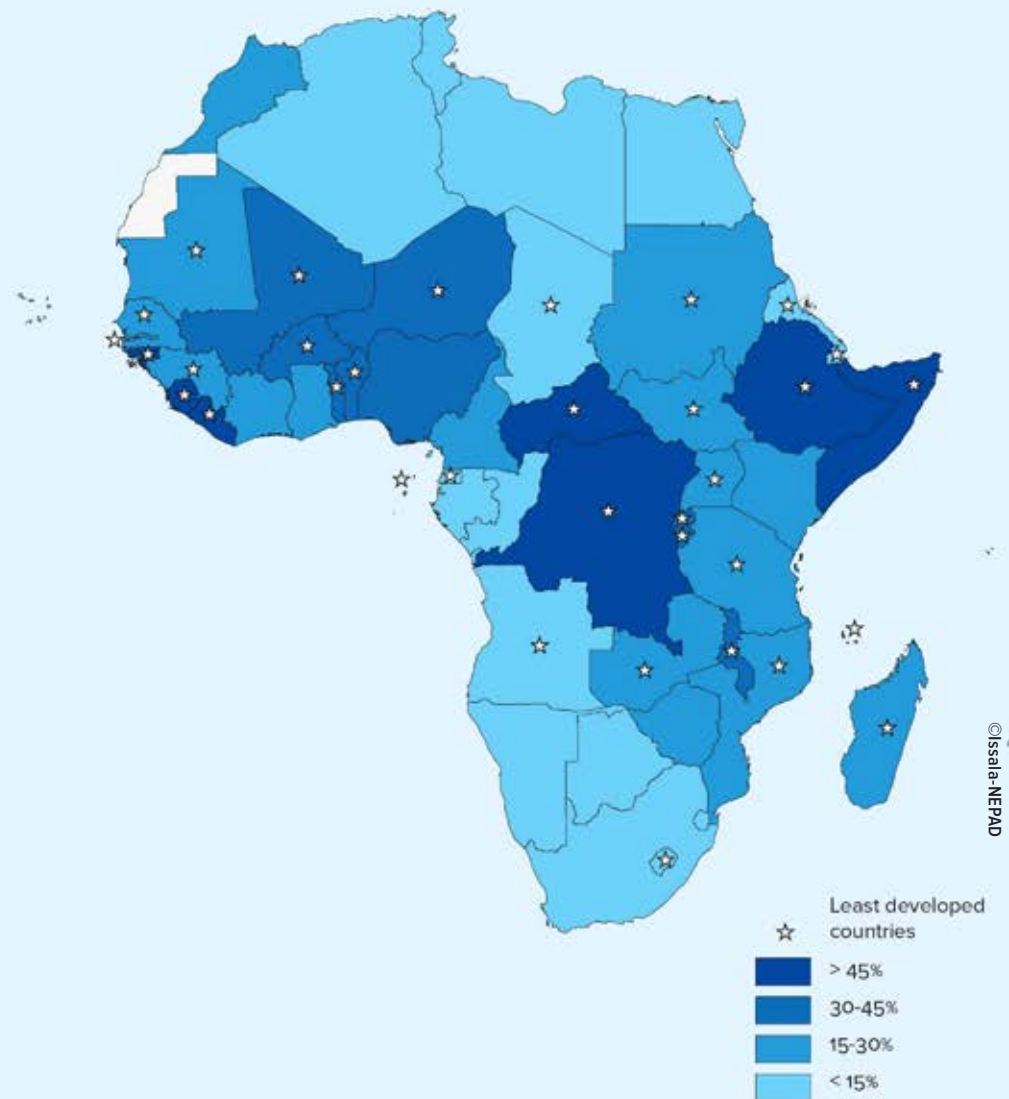 ©Issala-NEPAD
Least developed
countries
> 45%
30-45%
15-30%
< 15%